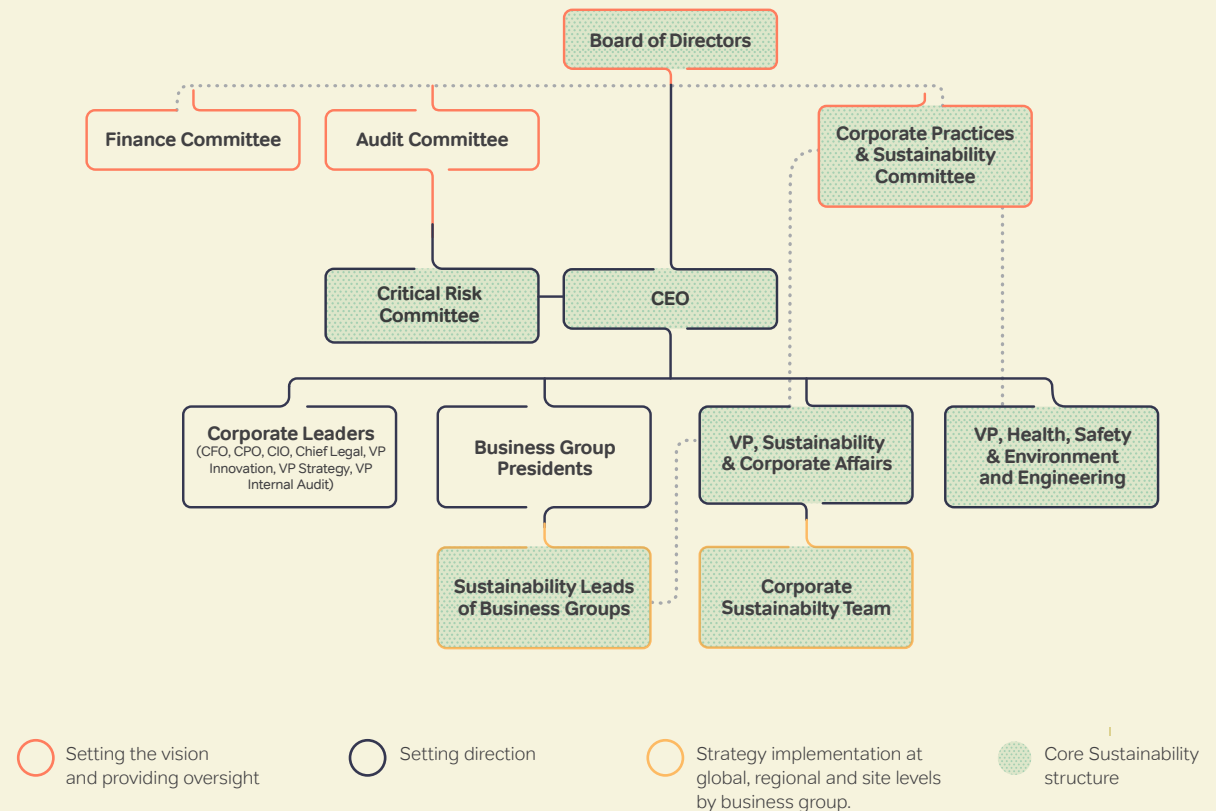 Board of Directors
Finance Committee
Audit Committee
Corporate Practices
& Sustainability
Committee
Critical Risk
Committee
CEO
Corporate Leaders
(CFO, CPO, CIO, Chief Legal, VP
Innovation, VP Strategy, VP
Internal Audit)
Business Group
Presidents
VP, Sustainability
& Corporate Affairs
VP, Health, Safety
& Environment
and Engineering
Sustainability Leads
of Business Groups
Corporate
Sustainabilty Team
Setting the vision
and providing oversight
Setting direction
Strategy implementation at
global, regional and site levels
by business group.
Core Sustainability
structure